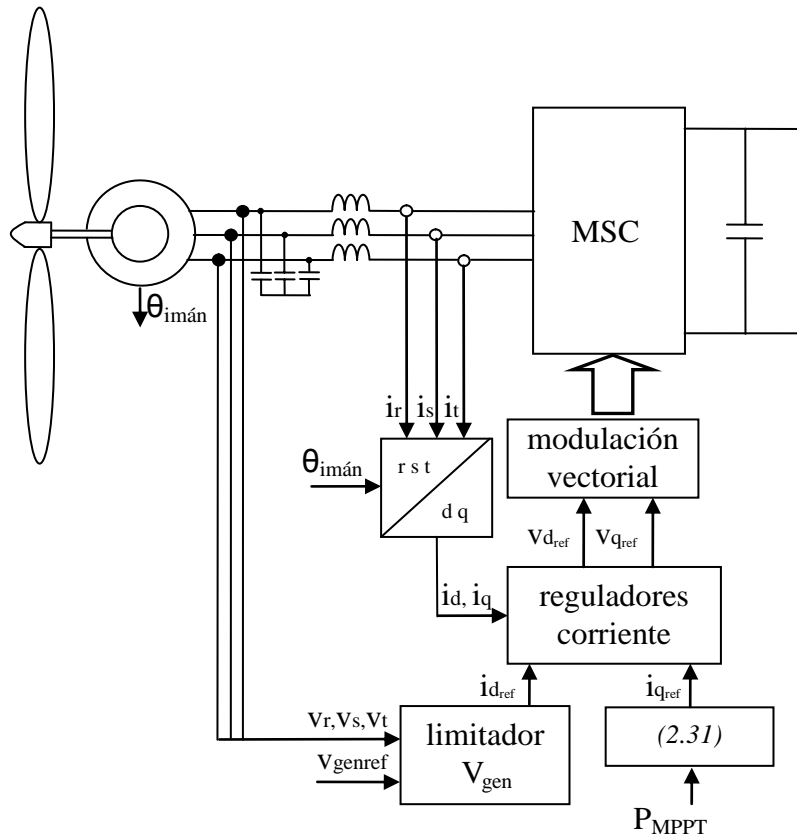 MSC
θimán
ir is it
modulación
vectorial
θimán
r s t
d q
vdref vqref
id, iq
reguladores
corriente
idref
iqref
vr,vs,vt
limitador
Vgen
(2.31)
vgenref
PMPPT